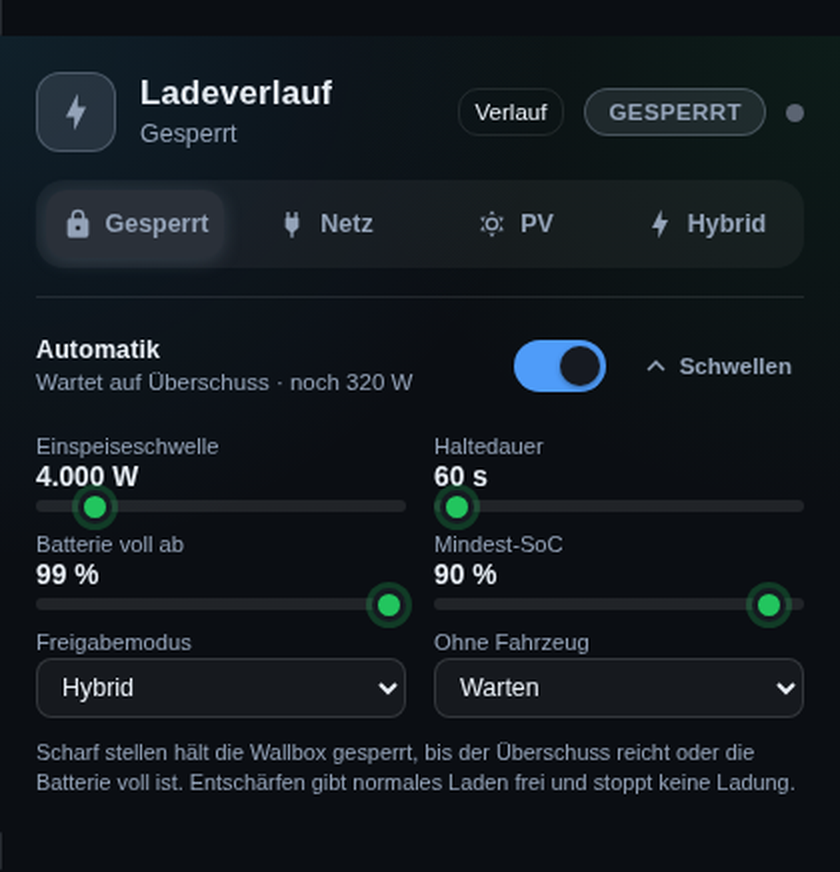 Ladeverlauf
Gesperrt
Verlauf
GESPERRT
Gesperrt
Netz
PV
Hybrid
Automatik
Wartet auf Überschuss · noch 320 W
Schwellen
Einspeiseschwelle
4.000 W
Haltedauer
60 s
Batterie voll ab
99 %
Mindest-SoC
90 %
Freigabemodus
Hybrid
Ohne Fahrzeug
Warten
Scharf stellen hält die Wallbox gesperrt, bis der Überschuss reicht oder die
Batterie voll ist. Entschärfen gibt normales Laden frei und stoppt keine Ladung.